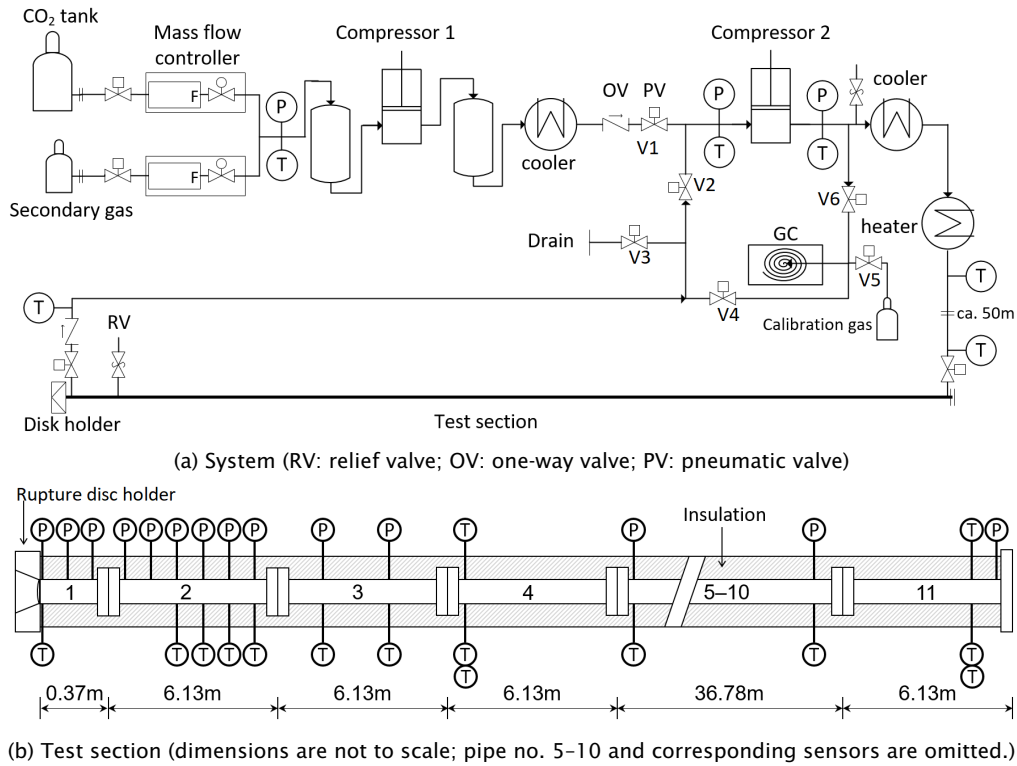 CO₂ tank
Mass flow
controller
Compressor 1
Compressor 2
F
P
T
OV
PV
P
P
cooler
cooler
V1
T
T
F
Secondary gas
V2
V6
heater
Drain
V3
GC
V5
T
T
RV
V4
Calibration gas
ca. 50m
T
Disk holder
Test section
(a) System (RV: relief valve; OV: one-way valve; PV: pneumatic valve)
Rupture disc holder
Insulation
P P P P P P P P P P P T P P T P
1 2 3 4 5–10 11
T T T T T T T T T T T
T T
0.37m 6.13m 6.13m 6.13m 36.78m 6.13m
(b) Test section (dimensions are not to scale; pipe no. 5–10 and corresponding sensors are omitted.)